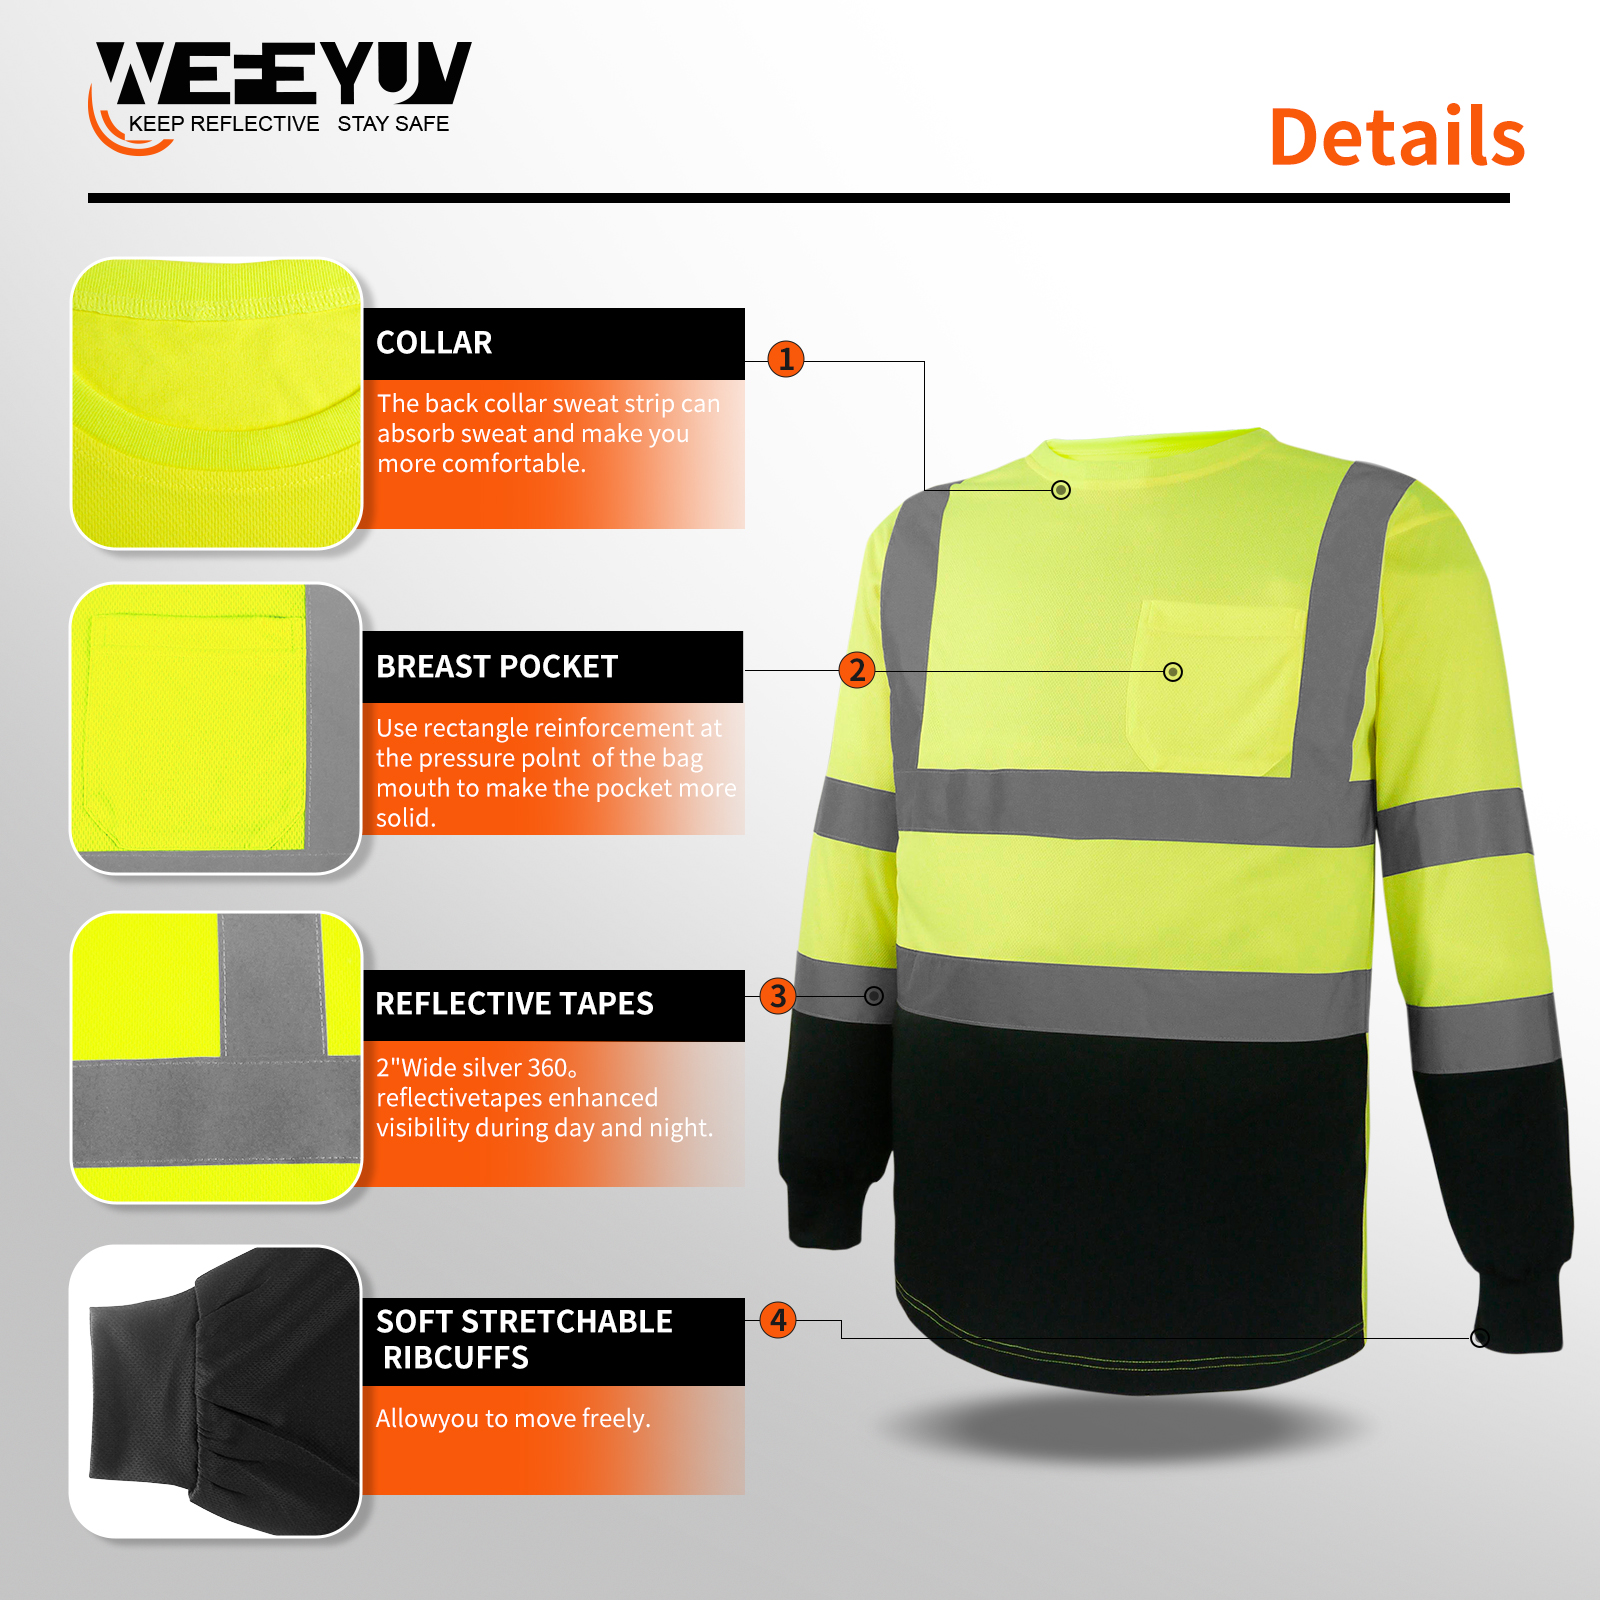 WEFEYUV
KEEP REFLECTIVE STAY SAFE
Details
COLLAR
The back collar sweat strip can
absorb sweat and make you
more comfortable.
1
BREAST POCKET
Use rectangle reinforcement at
the pressure polnt of the bag
mouth to make the pocket more
solid.
2
REFLECTIVE TAPES
2"Wide silver 360。
reflectivetapes enhanced
visibility during day and night.
3
SOFT STRETCHABLE
RIBCUFFS
Allowyou to move freely.
4